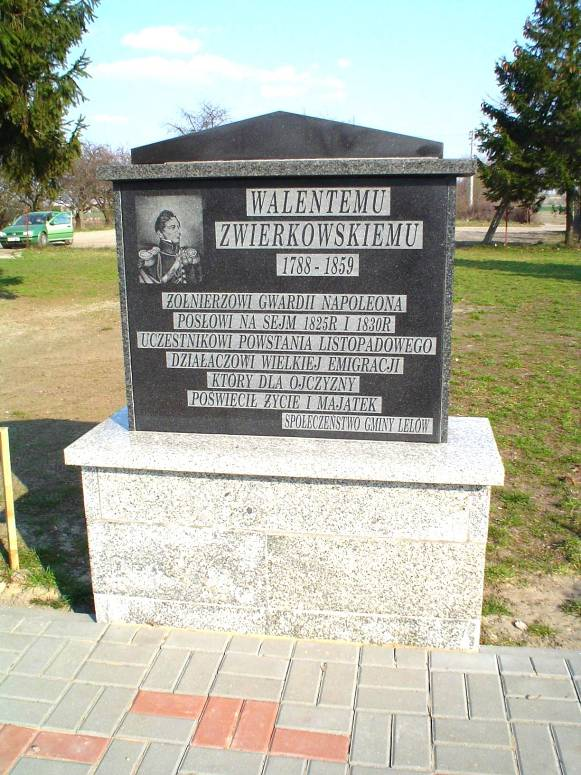 WALENTEMU
ZWIERKOWSKIEMU
1788 - 1859
ŻOŁNIERZOWI GWARDII NAPOLEONA
POSŁOWI NA SEJM 1825R I 1830R
UCZESTNIKOWI POWSTANIA LISTOPADOWEGO
DZIAŁACZOWI WIELKIEJ EMIGRACJI
KTÓRY DLA OJCZYZNY
POŚWIĘCIŁ ŻYCIE I MAJĄTEK
SPOŁECZEŃSTWO GMINY LELÓW